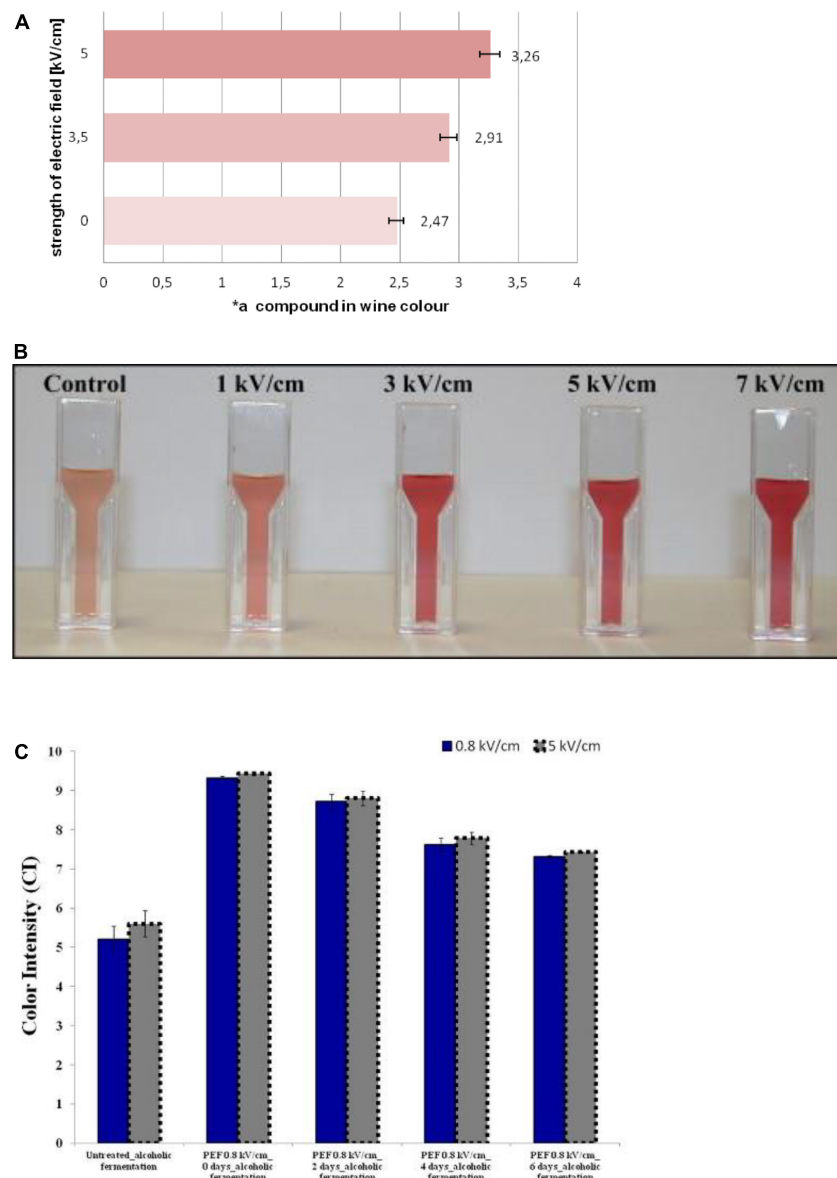 A
strength of electric field [kV/cm]
5
3,26
3,5
2,91
0
2,47
0 0,5 1 1,5 2 2,5 3 3,5 4
*a compound in wine colour
B
Control 1 kV/cm 3 kV/cm 5 kV/cm 7 kV/cm
C
0.8 kV/cm 5 kV/cm
Color Intensity (CI)
10
9
8
7
6
5
4
3
2
1
0
Untreated_alcoholic PEF 0.8 kV/cm_ PEF 0.8 kV/cm_ PEF 0.8 kV/cm_ PEF 0.8 kV/cm_
fermentation 0 days_alcoholic 2 days_alcoholic 4 days_alcoholic 6 days_alcoholic
fermentation fermentation fermentation fermentation